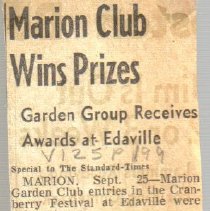 Marion Club
Wins Prizes
Garden Group Receives
Awards at Edaville
Special to The Standard-Times
MARION, Sept. 25—Marion
Garden Club entries in the Cran-
berry Festival at Edaville were